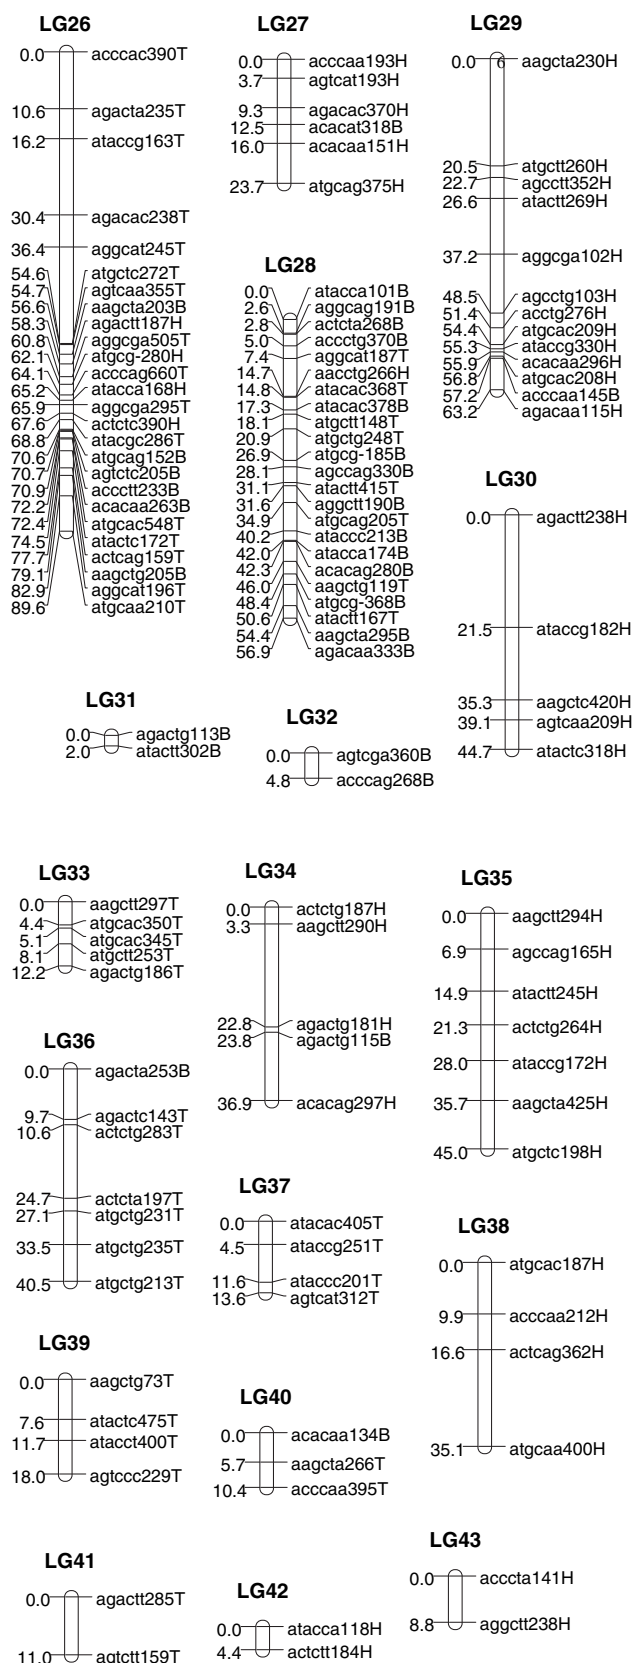 LG26
0.0 acccac390T
10.6 agacta235T
16.2 ataccg163T
30.4 agacac238T
36.4 aggcat245T
54.6 atgctc272T
54.7 agtcaa355T
56.6 aagcta203B
58.3 agactt187H
60.8 aggcga505T
62.1 atgcg-280H
64.1 acccag660T
65.2 atacca168H
65.9 aggcga295T
67.6 actctc390H
68.8 atacgc286T
70.6 atgcag152B
70.7 agtctc205B
70.9 accctt233B
72.2 acacaa263B
72.4 atgcac548T
74.5 atactc172T
77.7 actcag159T
79.1 aagctg205B
82.9 aggcat196T
89.6 atgcaa210T
LG27
0.0 acccaa193H
3.7 agtcat193H
9.3 agacac370H
12.5 acacat318B
16.0 acacaa151H
23.7 atgcag375H
LG28
0.0 atacca101B
2.6 aggcag191B
2.8 actcta268B
5.0 accctg370B
7.4 aggcat187T
14.7 aacctg266H
14.8 atacac368T
17.3 atacac378B
18.1 atgctt148T
20.9 atgctg248T
26.9 atgcg-185B
28.1 agccag330B
31.1 atactt415T
31.6 aggctt190B
34.9 atgcag205T
40.2 ataccc213B
42.0 atacca174B
42.3 acacag280B
46.0 aagctg119T
48.4 atgcg-368B
50.6 atactt167T
54.4 aagcta295B
56.9 agacaa333B
LG29
0.0 6 aagcta230H
20.5 atgctt260H
22.7 agcctt352H
26.6 atactt269H
37.2 aggcga102H
48.5 agcctg103H
51.4 acctg276H
54.4 atgcac209H
55.3 ataccg330H
55.9 acacaa296H
56.8 atgcac208H
57.2 acccaa145B
63.2 agacaa115H
LG30
0.0 agactt238H
21.5 ataccg182H
35.3 aagctc420H
39.1 agtcaa209H
44.7 atactc318H
LG31
0.0 agactg113B
2.0 atactt302B
LG32
0.0 agtcga360B
4.8 acccag268B
LG33
0.0 aagctt297T
4.4 atgcac350T
5.1 atgcac345T
8.1 atgctt253T
12.2 agactg186T
LG34
0.0 actctg187H
3.3 aagctt290H
22.8 agactg181H
23.8 agactg115B
36.9 acacag297H
LG35
0.0 aagctt294H
6.9 agccag165H
14.9 atactt245H
21.3 actctg264H
28.0 ataccg172H
35.7 aagcta425H
45.0 atgctc198H
LG36
0.0 agacta253B
9.7 agactc143T
10.6 actctg283T
24.7 actcta197T
27.1 atgctg231T
33.5 atgctg235T
40.5 atgctg213T
LG37
0.0 atacac405T
4.5 ataccg251T
11.6 ataccc201T
13.6 agtcat312T
LG38
0.0 atgcac187H
9.9 acccaa212H
16.6 actcag362H
35.1 atgcaa400H
LG39
0.0 aagctg73T
7.6 atactc475T
11.7 atacct400T
18.0 agtccc229T
LG40
0.0 acacaa134B
5.7 aagcta266T
10.4 acccaa395T
LG41
0.0 agactt285T
11.0 agtctt159T
LG42
0.0 atacca118H
4.4 actctt184H
LG43
0.0 acccta141H
8.8 aggctt238H